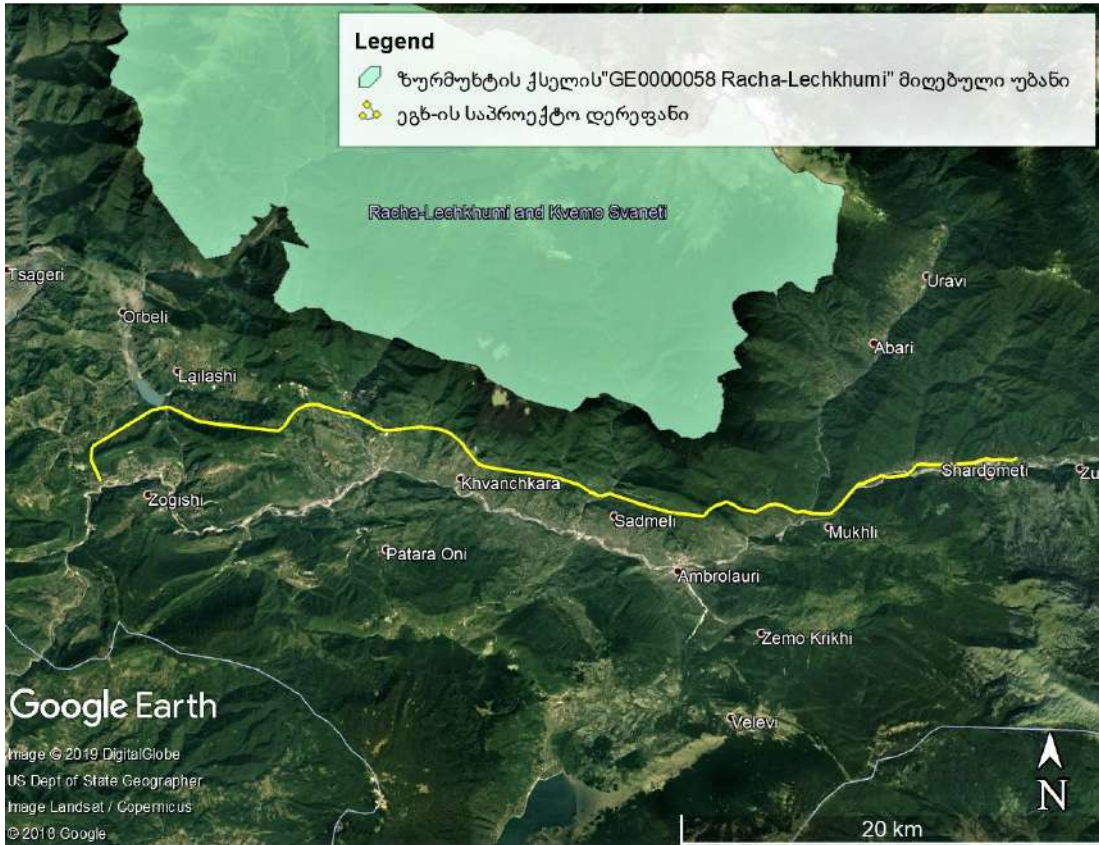 Legend
ზურმუხტის ქსელის"GE0000058 Racha-Lechkhumi" მიღებული უბანი
ეგხ-ის საპროექტო დერეფანი
Racha-Lechkhumi and Kvemo Svaneti
Tsageri
Uravi
Orbeli
Abari
Lailashi
Shardometi
Zu
Khvanchkara
Zogishi
Sadmeli
Mukhli
Patara Oni
Ambrolauri
Zemo Krikhi
Google Earth
Velevi
Image © 2019 DigitalGlobe
US Dept of State Geographer
Image Landsat / Copernicus
© 2018 Google
N
20 km